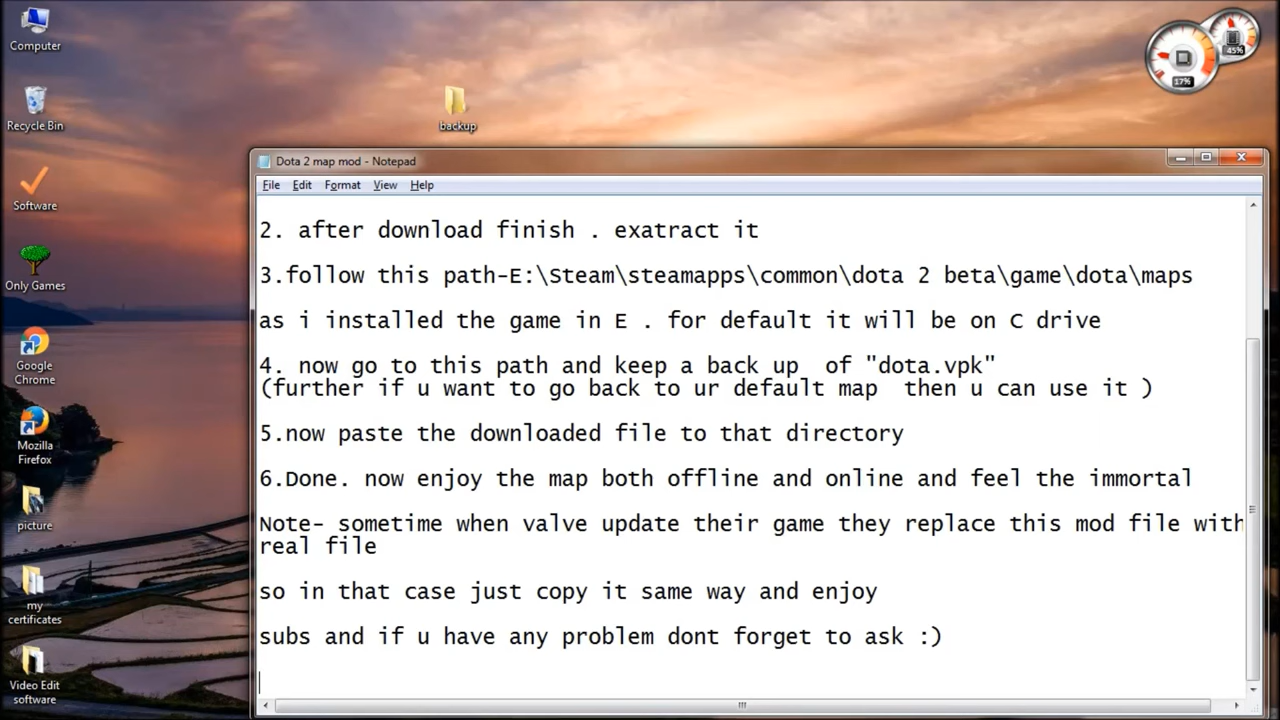 Computer
Recycle Bin
Software
Only Games
Google
Chrome
Mozilla
Firefox
picture
my
certificates
Video Edit
software
backup
45%
17%
Dota 2 map mod - Notepad
File Edit Format View Help
2. after download finish . exatract it
3.follow this path-E:\Steam\steamapps\common\dota 2 beta\game\dota\maps
as i installed the game in E . for default it will be on C drive
4. now go to this path and keep a back up of "dota.vpk"
(further if u want to go back to ur default map then u can use it )
5.now paste the downloaded file to that directory
6.Done. now enjoy the map both offline and online and feel the immortal
Note- sometime when valve update their game they replace this mod file with
real file
so in that case just copy it same way and enjoy
subs and if u have any problem dont forget to ask :)